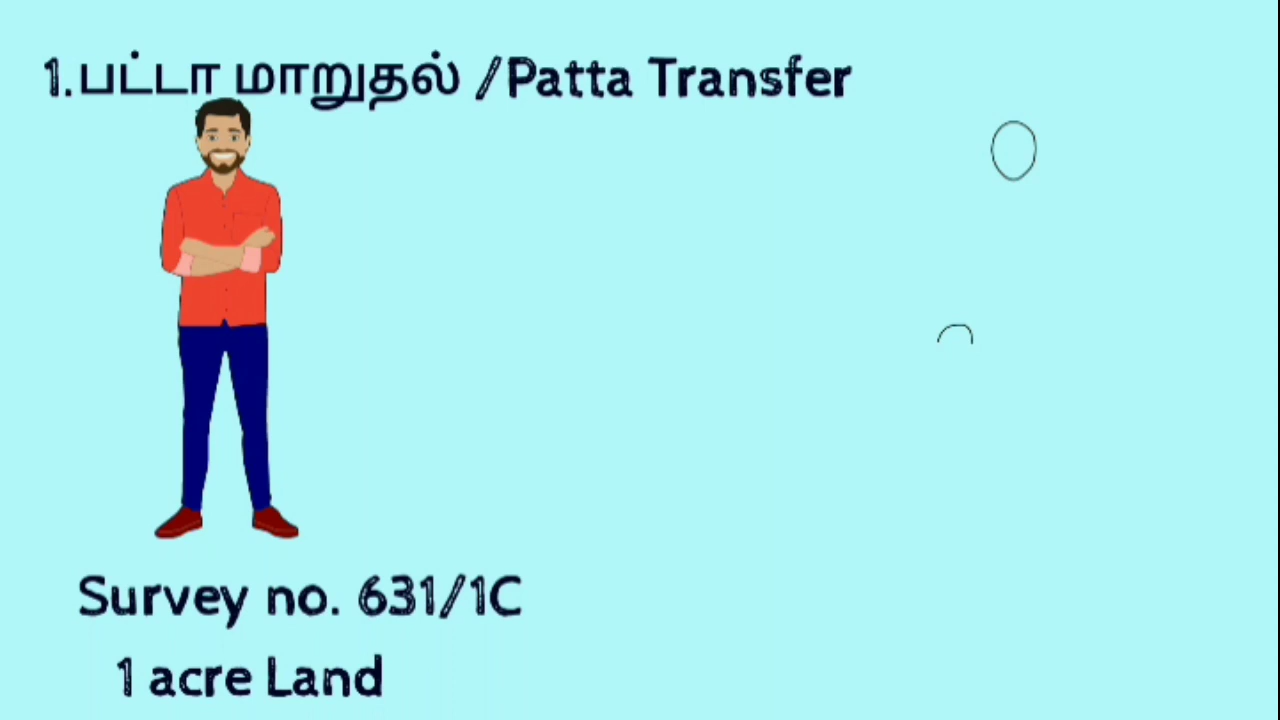 1.பட்டா மாறுதல் /Patta Transfer
Survey no. 631/1C
1 acre Land